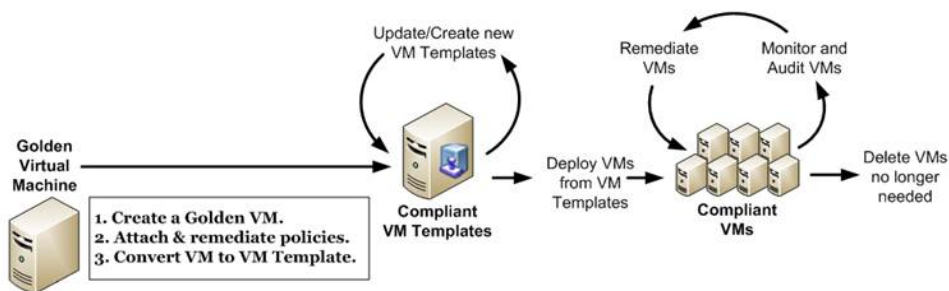 Golden
Virtual
Machine
1. Create a Golden VM.
2. Attach & remediate policies.
3. Convert VM to VM Template.
Update/Create new
VM Templates
Compliant
VM Templates
Deploy VMs
from VM
Templates
Remediate
VMs
Monitor and
Audit VMs
Compliant
VMs
Delete VMs
no longer
needed